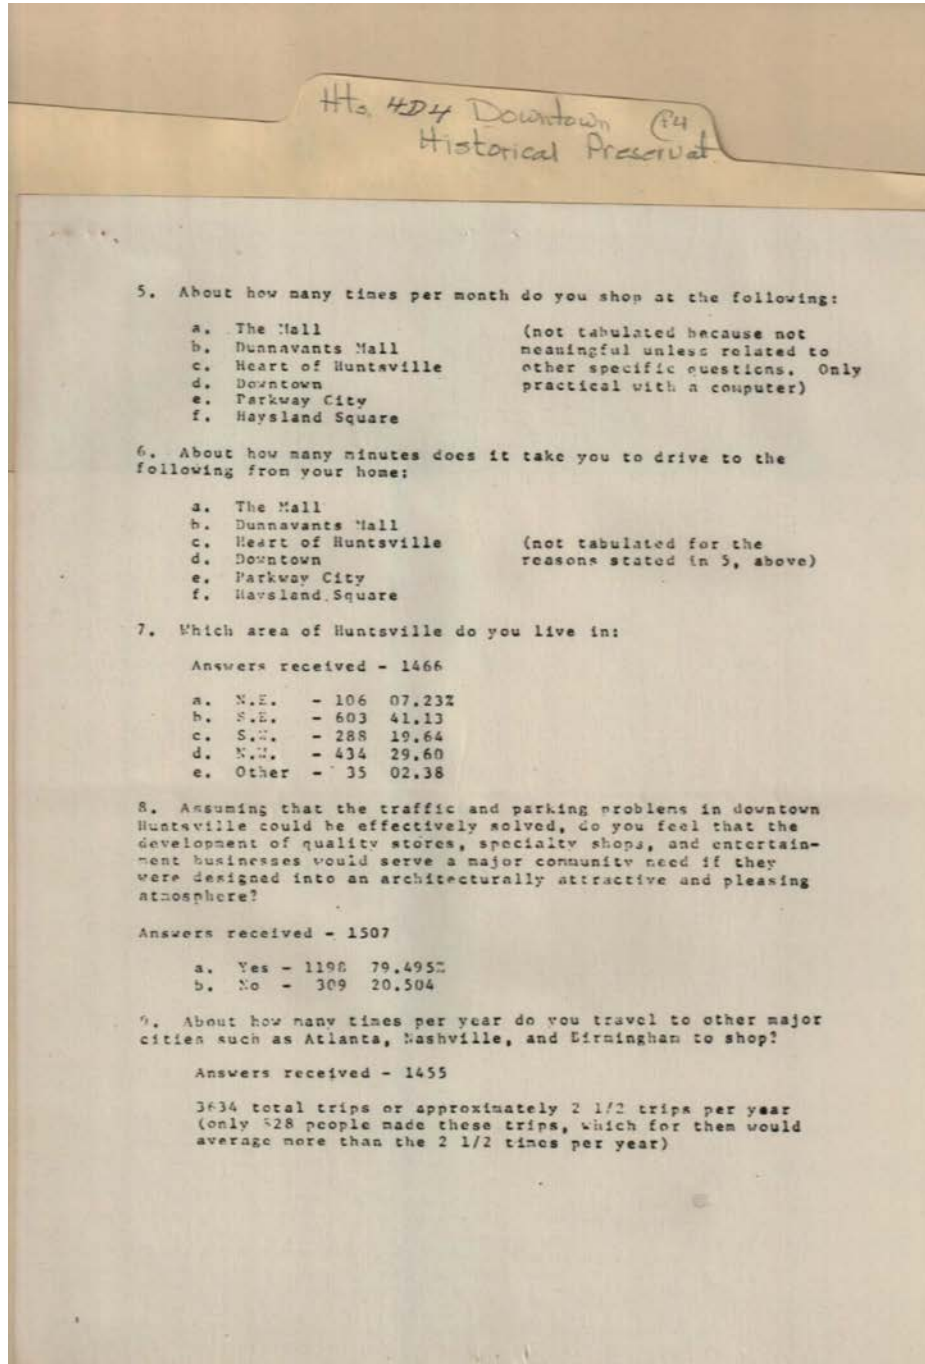 Hts. 4D4 Downtown P4
Historical Preservat
5. About how many times per month do you shop at the following:
a. The Mall (not tabulated because not
b. Dunnavants Mall meaningful unless related to
c. Heart of Huntsville other specific questions. Only
d. Downtown practical with a computer)
e. Parkway City
f. Haysland Square
6. About how many minutes does it take you to drive to the
following from your home:
a. The Mall
b. Dunnavants Mall
c. Heart of Huntsville (not tabulated for the
d. Downtown reasons stated in 5, above)
e. Parkway City
f. Haysland Square
7. Which area of Huntsville do you live in:
Answers received - 1466
a. N.E. - 106 07.23%
b. S.E. - 603 41.13
c. S.W. - 288 19.64
d. N.W. - 434 29.60
e. Other - 35 02.38
8. Assuming that the traffic and parking problems in downtown
Huntsville could be effectively solved, do you feel that the
development of quality stores, specialty shops, and entertain-
ment businesses would serve a major community need if they
were designed into an architecturally attractive and pleasing
atmosphere?
Answers received - 1507
a. Yes - 1198 79.495%
b. No - 309 20.504
9. About how many times per year do you travel to other major
cities such as Atlanta, Nashville, and Birmingham to shop?
Answers received - 1455
3634 total trips or approximately 2 1/2 trips per year
(only people made these trips, which for them would
average more than the 2 1/2 times per year)